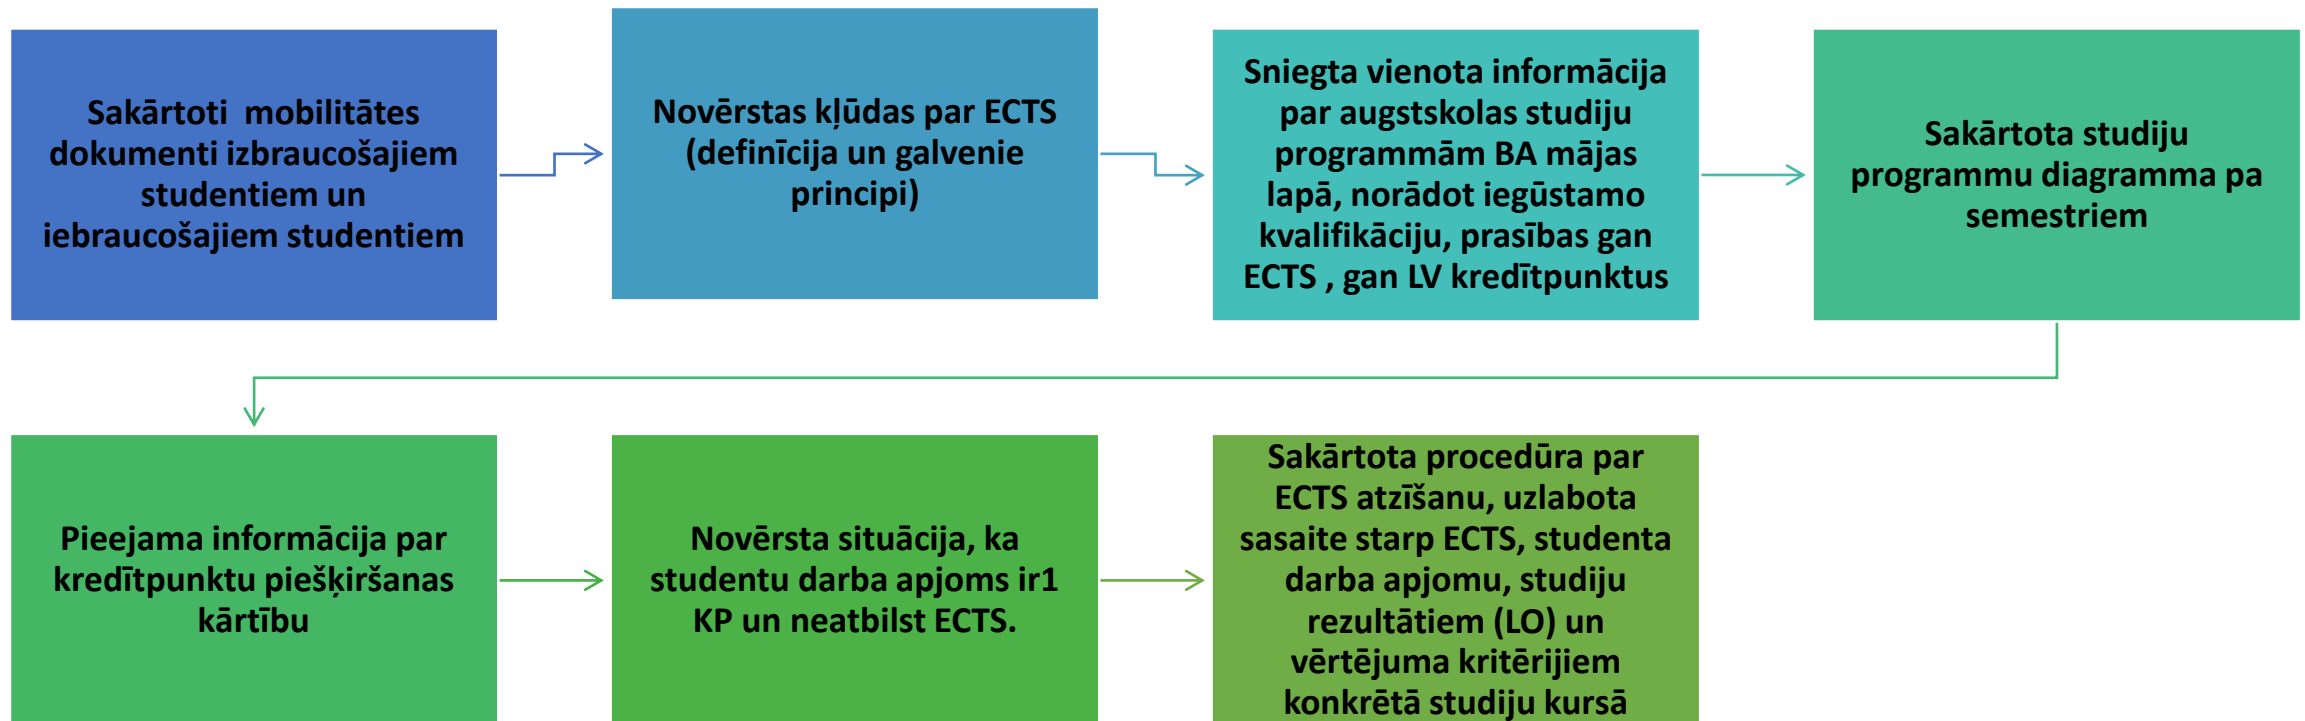 Sakārtoti  mobilitātes
dokumenti izbraucošajiem
studentiem un
iebraucošajiem studentiem
Novērstas kļūdas par ECTS
(definīcija un galvenie
principi)
Sniegta vienota informācija
par augstskolas studiju
programmām BA mājas
lapā, norādot iegūstamo
kvalifikāciju, prasības gan
ECTS , gan LV kredītpunktus
Sakārtota studiju
programmu diagramma pa
semestriem
Pieejama informācija par
kredītpunktu piešķiršanas
kārtību
Novērsta situācija, ka
studentu darba apjoms ir1
KP un neatbilst ECTS.
Sakārtota procedūra par
ECTS atzīšanu, uzlabota
sasaite starp ECTS, studenta
darba apjomu, studiju
rezultātiem (LO) un
vērtējuma kritērijiem
konkrētā studiju kursā